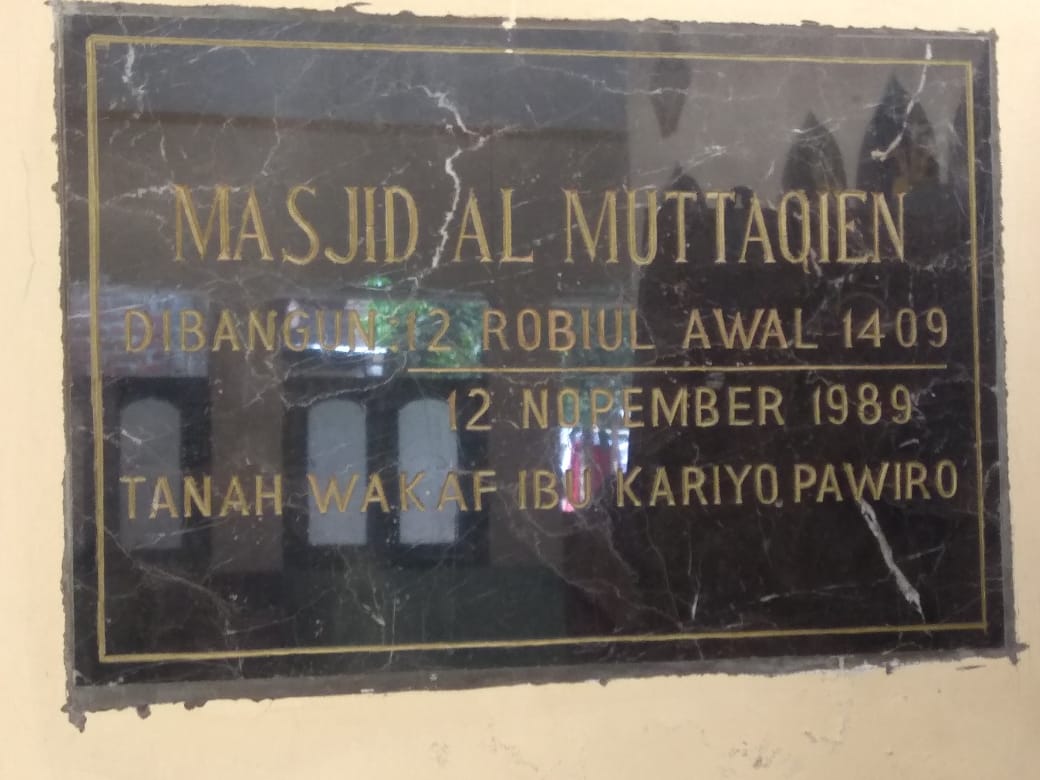 MASJID AL MUTTAQIEN
DIBANGUN: 12 ROBIUL AWAL 1409
12 NOPEMBER 1989
TANAH WAKAF IBU KARIYO PAWIRO